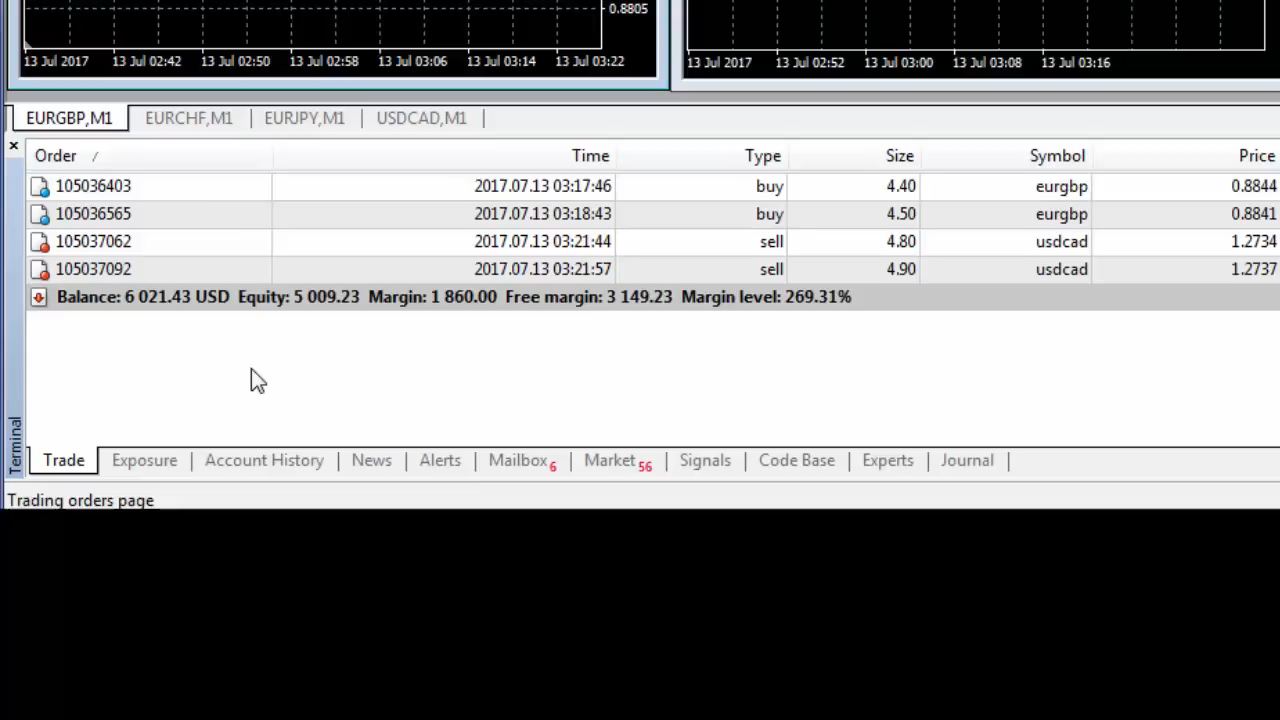 0.8805
13 Jul 2017 13 Jul 02:42 13 Jul 02:50 13 Jul 02:58 13 Jul 03:06 13 Jul 03:14 13 Jul 03:22
13 Jul 2017 13 Jul 02:52 13 Jul 03:00 13 Jul 03:08 13 Jul 03:16
EURGBP,M1 EURCHF,M1 EURJPY,M1 USDCAD,M1
Order Time Type Size Symbol Price
105036403 2017.07.13 03:17:46 buy 4.40 eurgbp 0.8844
105036565 2017.07.13 03:18:43 buy 4.50 eurgbp 0.8841
105037062 2017.07.13 03:21:44 sell 4.80 usdcad 1.2734
105037092 2017.07.13 03:21:57 sell 4.90 usdcad 1.2737
Balance: 6 021.43 USD Equity: 5 009.23 Margin: 1 860.00 Free margin: 3 149.23 Margin level: 269.31%
Terminal
Trade Exposure Account History News Alerts Mailbox 6 Market 56 Signals Code Base Experts Journal
Trading orders page